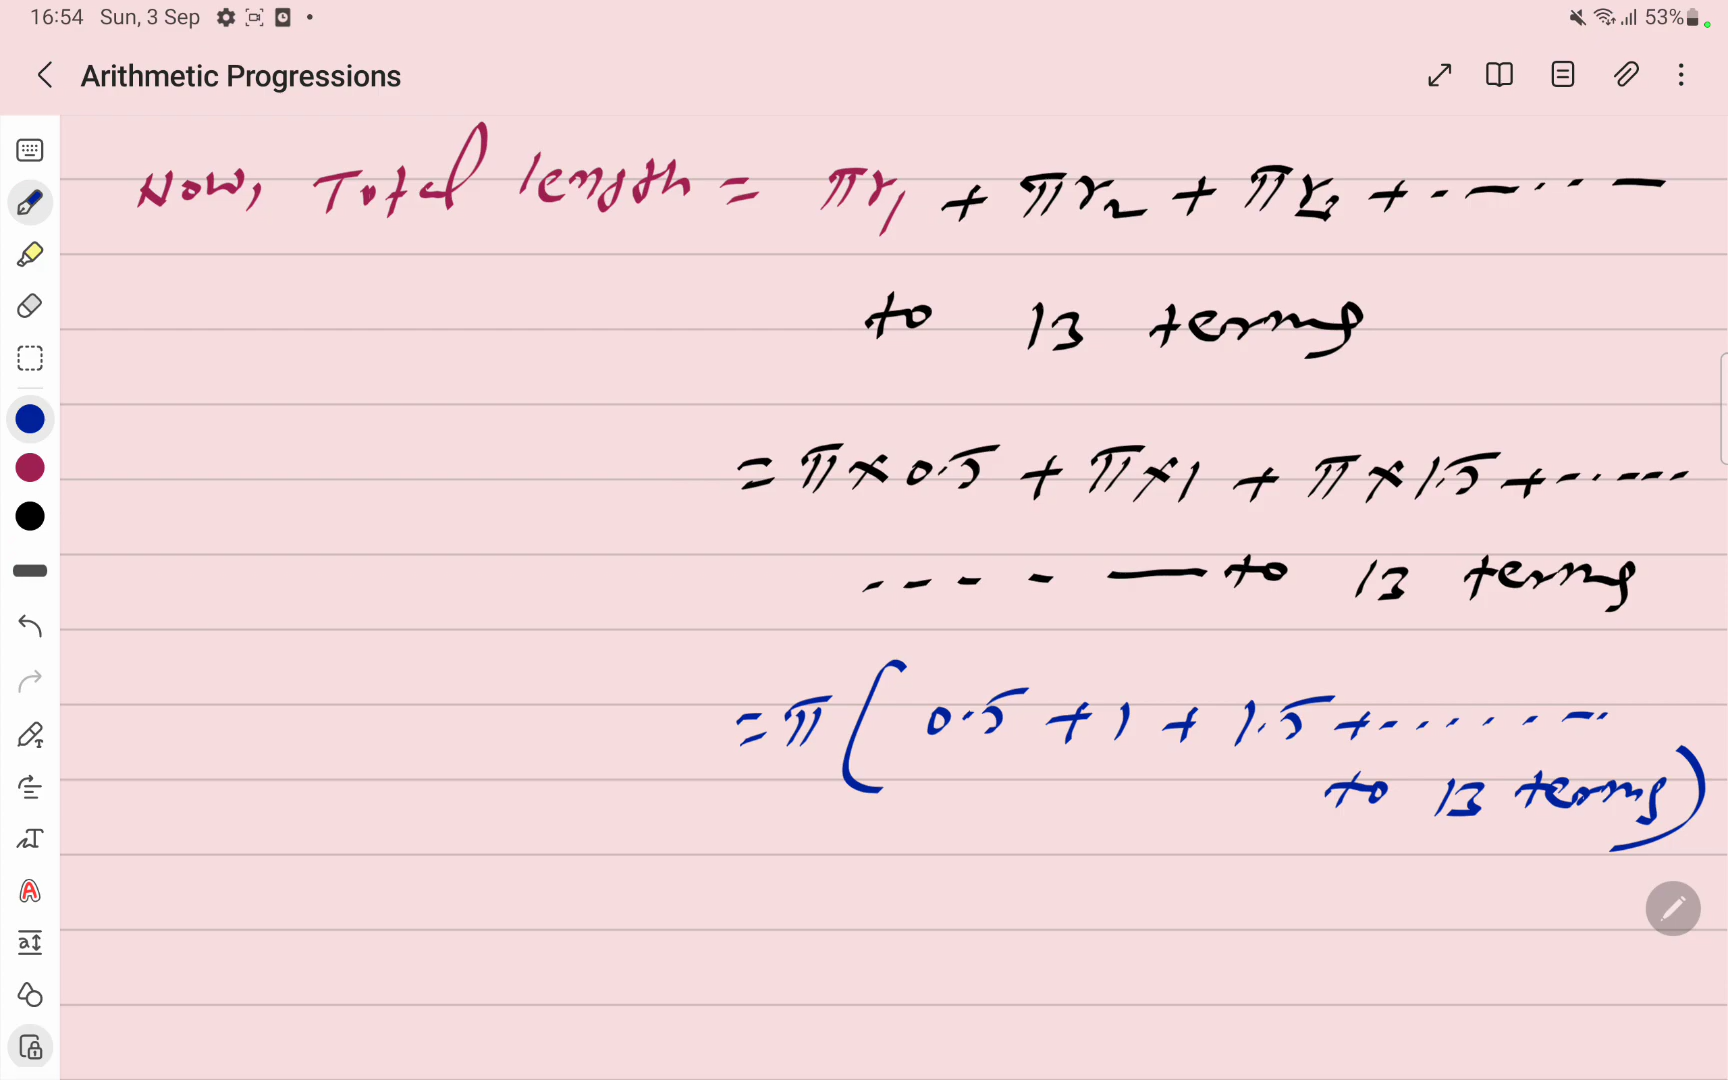 16:54 Sun, 3 Sep 53%
Arithmetic Progressions
Now, Total length = πr₁ + πr₂ + πr₃ + ........
to 13 terms
= π × 0.5 + π × 1 + π × 1.5 + ........
........ to 13 terms
= π ( 0.5 + 1 + 1.5 + ........
to 13 terms )